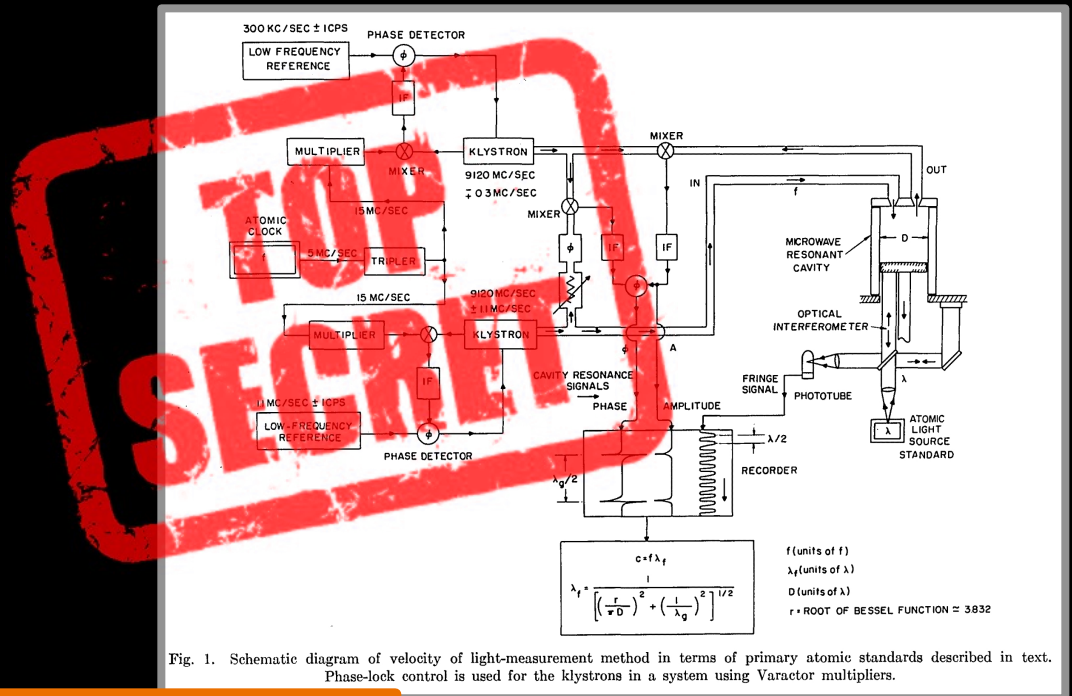 300 KC/SEC ± 1CPS
PHASE DETECTOR
LOW FREQUENCY
REFERENCE
ϕ
IF
MULTIPLIER
MIXER
KLYSTRON
9120 MC/SEC
∓ 0.3 MC/SEC
MIXER
OUT
IN
f
15 MC/SEC
MIXER
ATOMIC
CLOCK
f
5 MC/SEC
TRIPLER
ϕ
IF
IF
D
MICROWAVE
RESONANT
CAVITY
ϕ
15 MC/SEC
9120 MC/SEC
± 1.1 MC/SEC
MULTIPLIER
KLYSTRON
OPTICAL
INTERFEROMETER
ϕ
A
IF
CAVITY RESONANCE
SIGNALS
PHASE
AMPLITUDE
FRINGE
SIGNAL
PHOTOTUBE
λ
1.1 MC/SEC ± 1CPS
LOW-FREQUENCY
REFERENCE
ϕ
PHASE DETECTOR
λ
ATOMIC
LIGHT
SOURCE
STANDARD
λ/2
RECORDER
λg/2
c = fλf
λf = 1 / [(r/πD)² + (1/λg)²]^1/2
f (units of f)
λf (units of λ)
D (units of λ)
r = ROOT OF BESSEL FUNCTION ≃ 3.832
TOP
SECRET
Fig. 1. Schematic diagram of velocity of light-measurement method in terms of primary atomic standards described in text.
Phase-lock control is used for the klystrons in a system using Varactor multipliers.